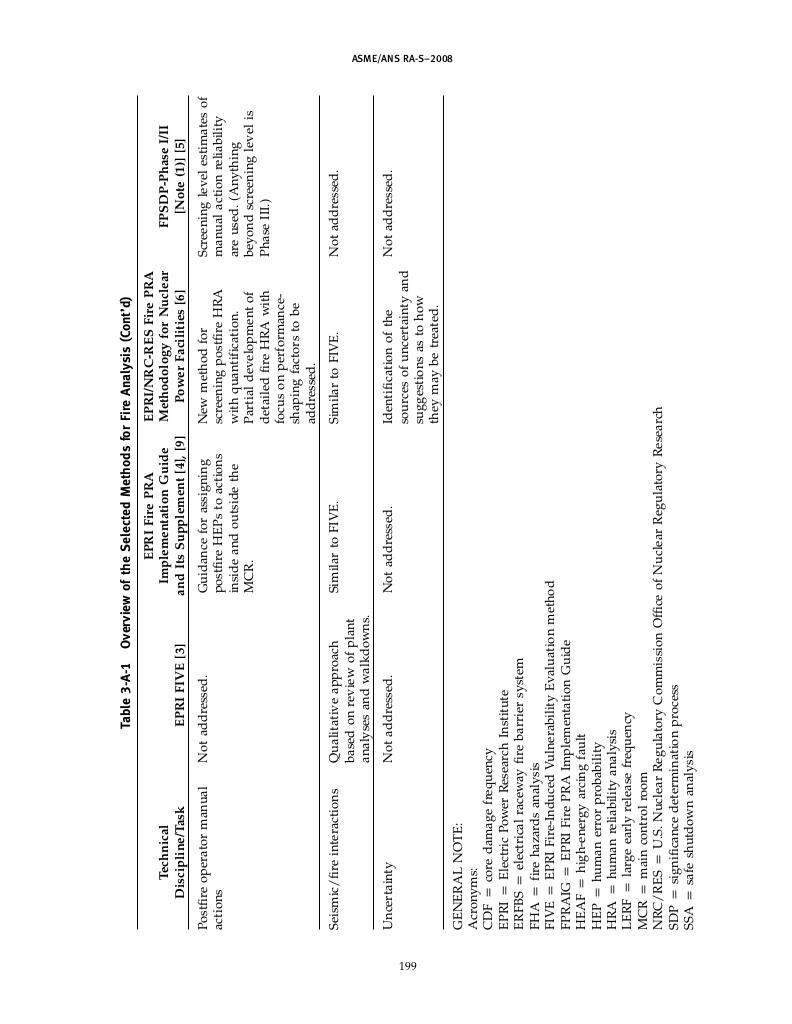 ASME/ANS RA-S–2008
Table 3-A-1 Overview of the Selected Methods for Fire Analysis (Cont'd)
Technical
Discipline/Task
EPRI FIVE [3]
EPRI Fire PRA
Implementation Guide
and Its Supplement [4], [9]
EPRI/NRC-RES Fire PRA
Methodology for Nuclear
Power Facilities [6]
FPSDP-Phase I/II
[Note (1)] [5]
Postfire operator manual
actions
Not addressed.
Guidance for assigning
postfire HEPs to actions
inside and outside the
MCR.
New method for
screening postfire HRA
with quantification.
Partial development of
detailed fire HRA with
focus on performance-
shaping factors to be
addressed.
Screening level estimates of
manual action reliability
are used. (Anything
beyond screening level is
Phase III.)
Seismic/fire interactions
Qualitative approach
based on review of plant
analyses and walkdowns.
Similar to FIVE.
Similar to FIVE.
Not addressed.
Uncertainty
Not addressed.
Not addressed.
Identification of the
sources of uncertainty and
suggestions as to how
they may be treated.
Not addressed.
GENERAL NOTE:
Acronyms:
CDF = core damage frequency
EPRI = Electric Power Research Institute
ERFBS = electrical raceway fire barrier system
FHA = fire hazards analysis
FIVE = EPRI Fire-Induced Vulnerability Evaluation method
FPRAIG = EPRI Fire PRA Implementation Guide
HEAF = high-energy arcing fault
HEP = human error probability
HRA = human reliability analysis
LERF = large early release frequency
MCR = main control room
NRC/RES = U.S. Nuclear Regulatory Commission Office of Nuclear Regulatory Research
SDP = significance determination process
SSA = safe shutdown analysis
199